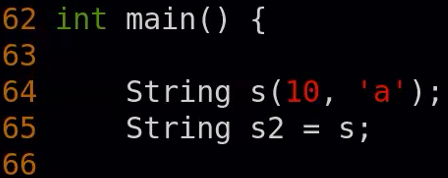 62 int main() {
63
64     String s(10, 'a');
65     String s2 = s;
66